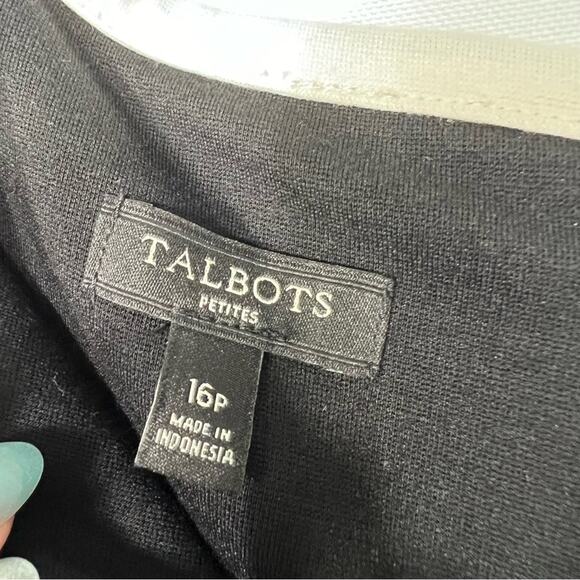 TALBOTS
PETITES
16P
MADE IN
INDONESIA